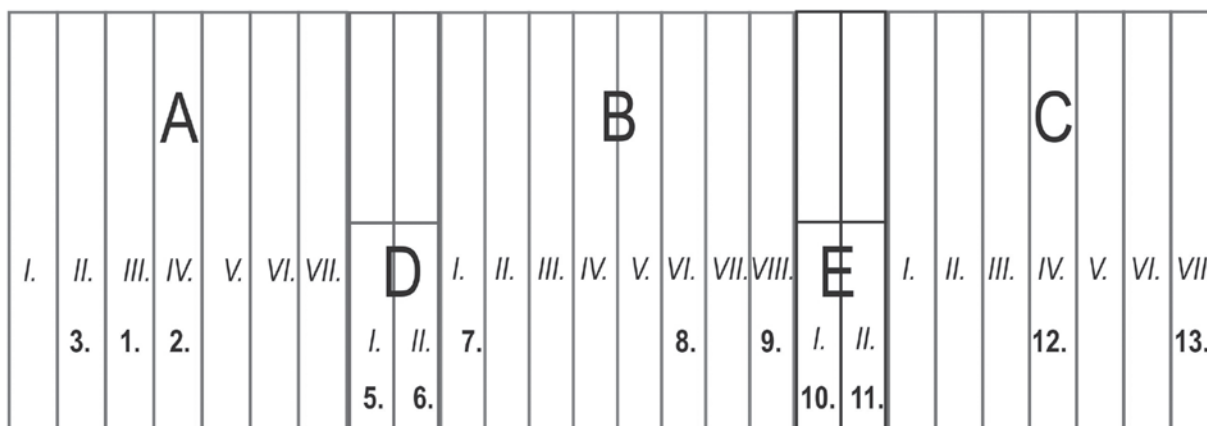 A B C
D E
I. II. III. IV. V. VI. VII. I. II. III. IV. V. VI. VII. VIII. I. II. III. IV. V. VI. VII
3. 1. 2. I. II. 7. 8. 9. I. II. 12. 13.
5. 6. 10. 11.